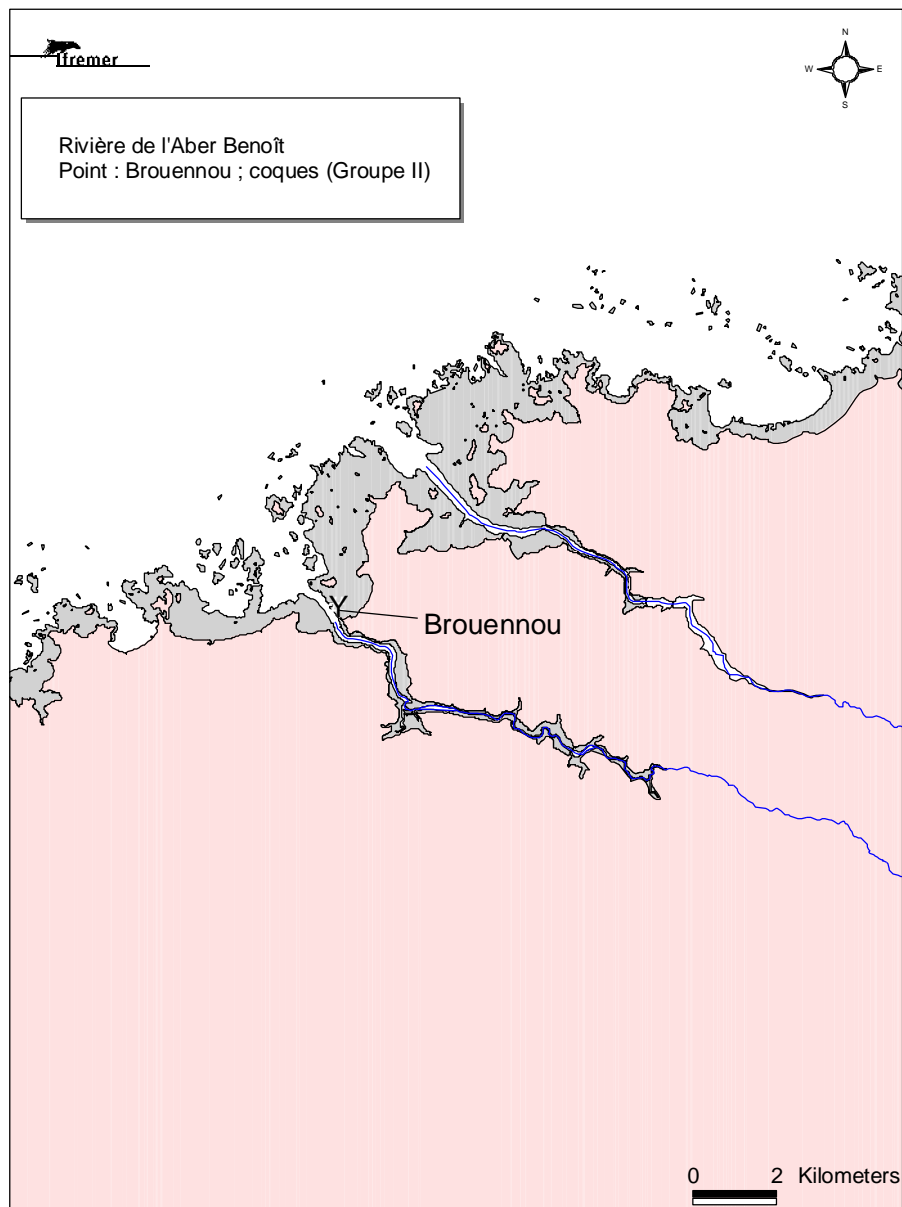 Ifremer
N
W E
S
Rivière de l'Aber Benoît
Point : Brouennou ; coques (Groupe II)
Brouennou
0 2 Kilometers